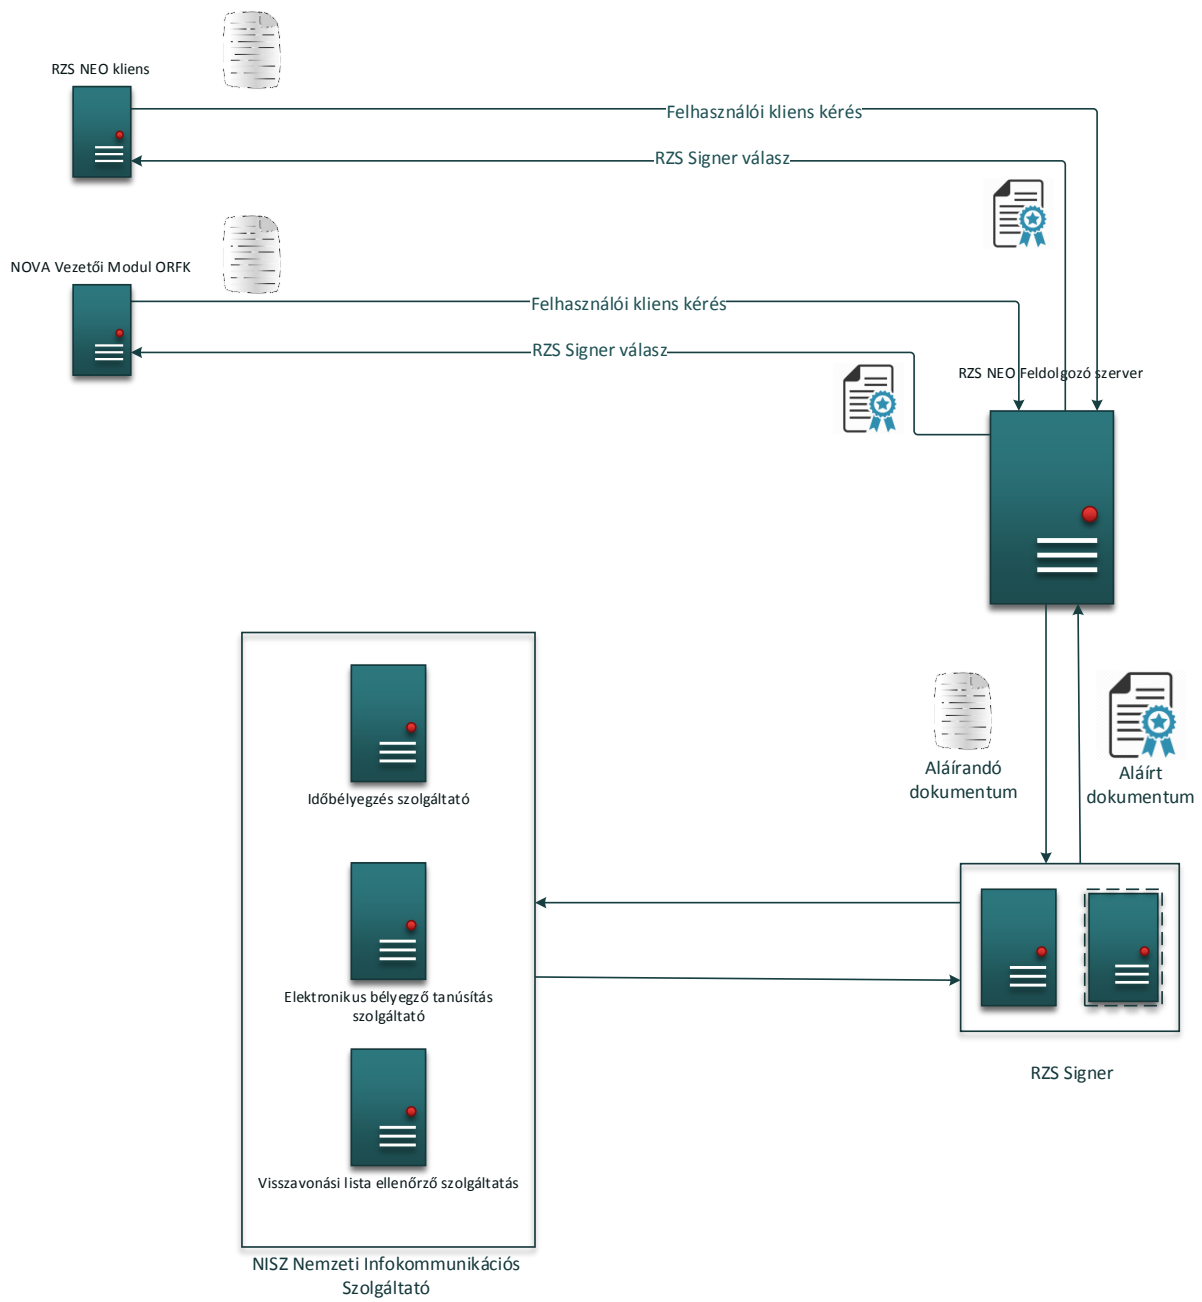 RZS NEO kliens
Felhasználói kliens kérés
RZS Signer válasz
NOVA Vezetői Modul ORFK
Felhasználói kliens kérés
RZS Signer válasz
RZS NEO Feldolgozó szerver
Aláírandó
dokumentum
Aláírt
dokumentum
Időbélyegzés szolgáltató
Elektronikus bélyegző tanúsítás
szolgáltató
RZS Signer
Visszavonási lista ellenőrző szolgáltatás
NISZ Nemzeti Infokommunikációs
Szolgáltató